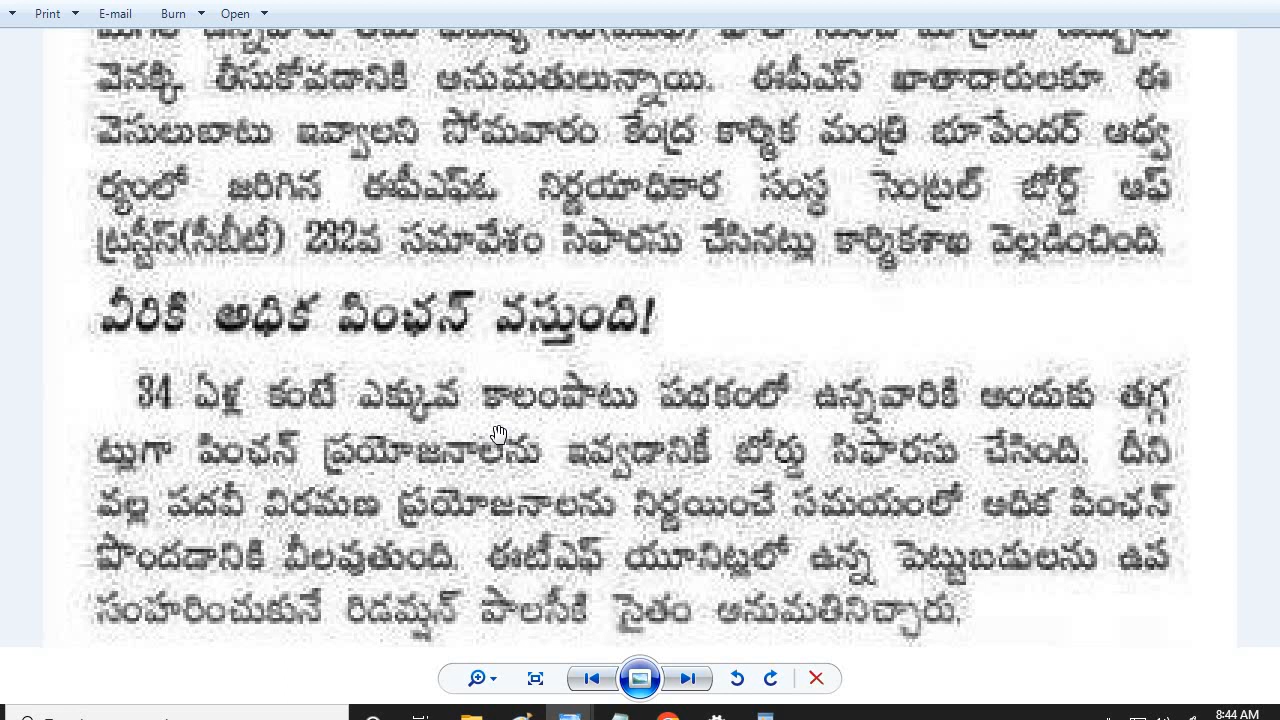 Print E-mail Burn Open
వెనక్కి తీసుకోవడానికి అనుమతులున్నాయి. ఈపీఎస్ ఖాతాదారులకూ ఈ
వెసులుబాటు ఇవ్వాలని సోమవారం కేంద్ర కార్మిక మంత్రి భూపేందర్ ఆధ్వ
ర్యంలో జరిగిన ఈపీఎఫ్ఓ నిర్ణయాధికార సంస్థ సెంట్రల్ బోర్డ్ ఆఫ్
ట్రస్టీస్(సీబీటీ) 232వ సమావేశం సిఫారసు చేసినట్లు కార్మికశాఖ వెల్లడించింది.
వీరికి అధిక పింఛన్ వస్తుంది!
34 ఏళ్ల కంటే ఎక్కువ కాలంపాటు పథకంలో ఉన్నవారికి అందుకు తగ్గ
ట్లుగా పింఛన్ ప్రయోజనాలను ఇవ్వడానికీ బోర్డు సిఫారసు చేసింది. దీని
వల్ల పదవీ విరమణ ప్రయోజనాలను నిర్ణయించే సమయంలో అధిక పింఛన్
పొందడానికి వీలవుతుంది. ఈటీఎఫ్ యూనిట్లలో ఉన్న పెట్టుబడులను ఉప
సంహరించుకునే రిడమ్షన్ పాలసీకి సైతం అనుమతినిచ్చారు.
8:44 AM